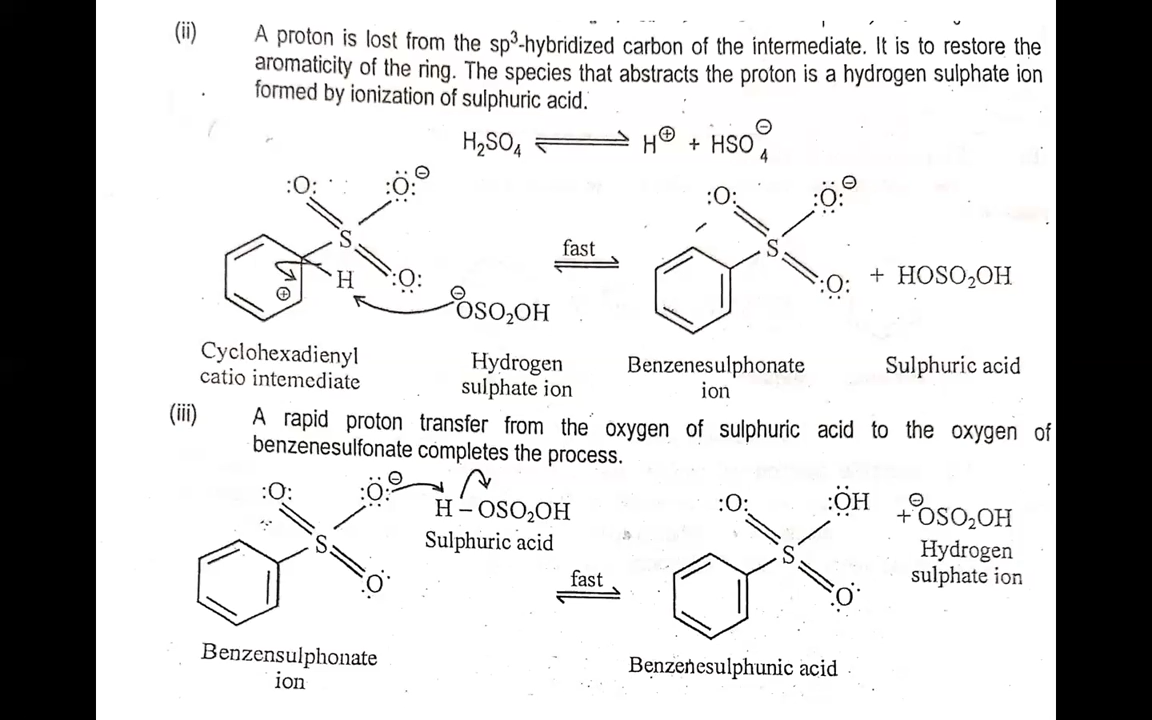 (ii) A proton is lost from the sp³-hybridized carbon of the intermediate. It is to restore the
aromaticity of the ring. The species that abstracts the proton is a hydrogen sulphate ion
formed by ionization of sulphuric acid.
H₂SO₄ ⇌ H⊕ + HSO₄⊖
:O: :Ö:⊖ :O: :Ö:⊖
S S
fast
H :O: :O: + HOSO₂OH
⊕ ⊖OSO₂OH
Cyclohexadienyl Hydrogen Benzenesulphonate Sulphuric acid
catio intemediate sulphate ion ion
(iii) A rapid proton transfer from the oxygen of sulphuric acid to the oxygen of
benzenesulfonate completes the process.
:O: :Ö:⊖ H – OSO₂OH :O: :ÖH + ⊖OSO₂OH
Sulphuric acid Hydrogen
S S sulphate ion
O fast O
Benzensulphonate Benzenesulphunic acid
ion